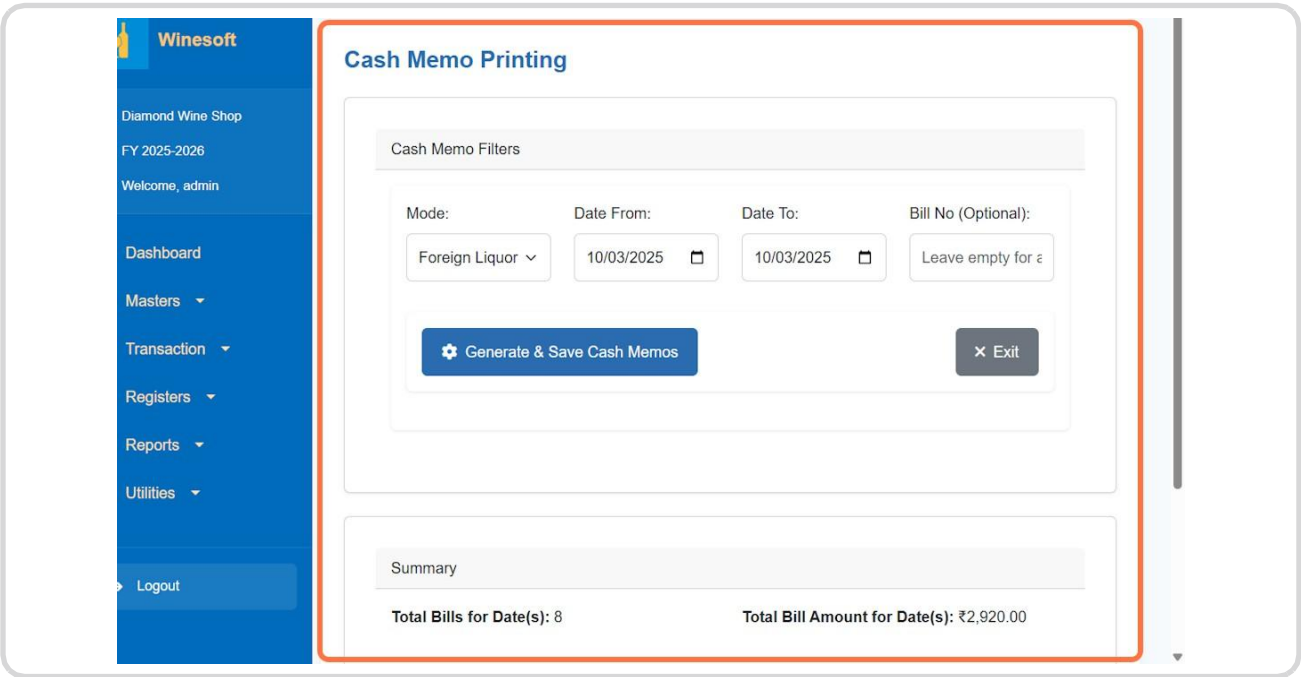 Winesoft
Diamond Wine Shop
FY 2025-2026
Welcome, admin
Dashboard
Masters
Transaction
Registers
Reports
Utilities
Logout
Cash Memo Printing
Cash Memo Filters
Mode: Date From: Date To: Bill No (Optional):
Foreign Liquor 10/03/2025 10/03/2025 Leave empty for a
Generate & Save Cash Memos × Exit
Summary
Total Bills for Date(s): 8 Total Bill Amount for Date(s): ₹2,920.00